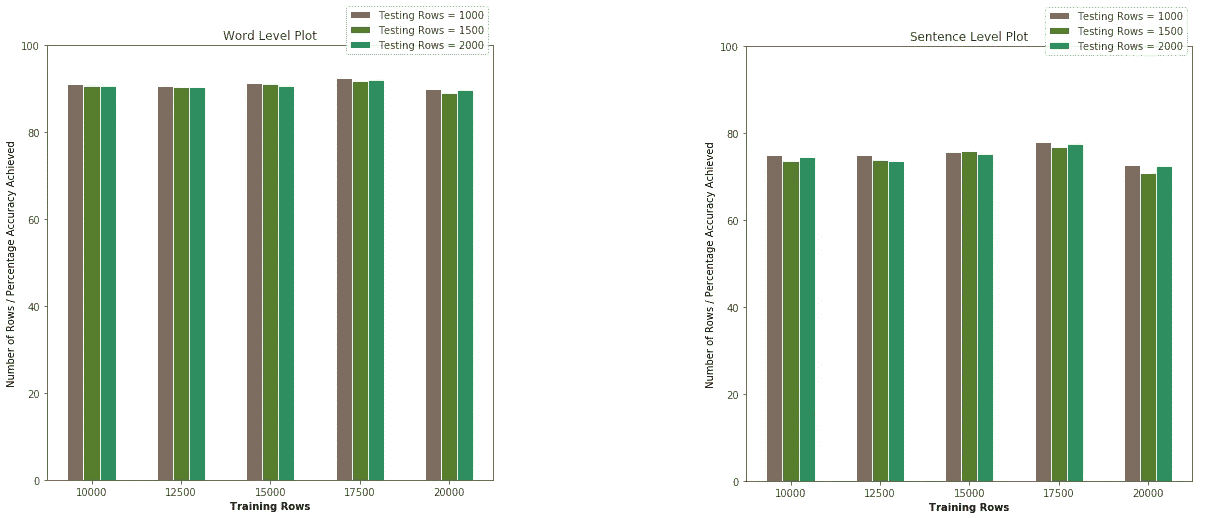 Word Level Plot
Testing Rows = 1000
Testing Rows = 1500
Testing Rows = 2000
Number of Rows / Percentage Accuracy Achieved
100
80
60
40
20
0
10000 12500 15000 17500 20000
Training Rows
Sentence Level Plot
Testing Rows = 1000
Testing Rows = 1500
Testing Rows = 2000
Number of Rows / Percentage Accuracy Achieved
100
80
60
40
20
0
10000 12500 15000 17500 20000
Training Rows